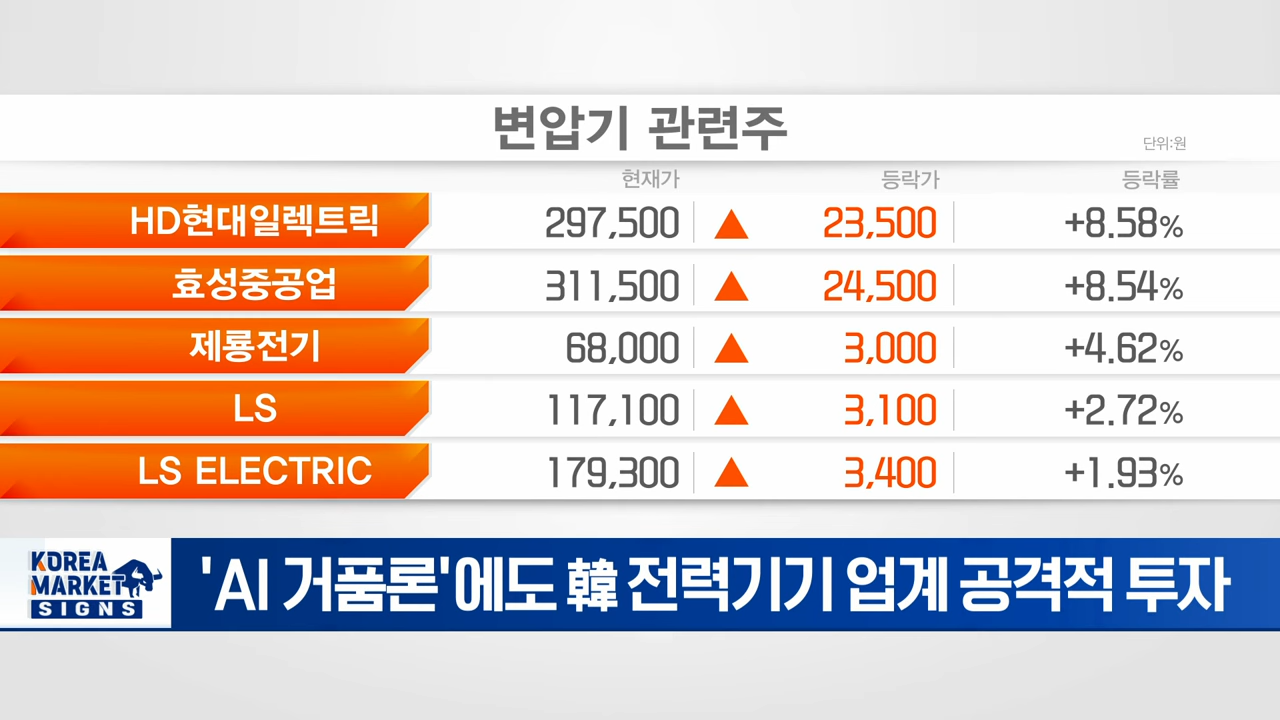 변압기 관련주
단위:원
현재가 등락가 등락률
HD현대일렉트릭 297,500 ▲ 23,500 +8.58%
효성중공업 311,500 ▲ 24,500 +8.54%
제룡전기 68,000 ▲ 3,000 +4.62%
LS 117,100 ▲ 3,100 +2.72%
LS ELECTRIC 179,300 ▲ 3,400 +1.93%
KOREA
MARKET
SIGNS
'AI 거품론'에도 韓 전력기기 업계 공격적 투자